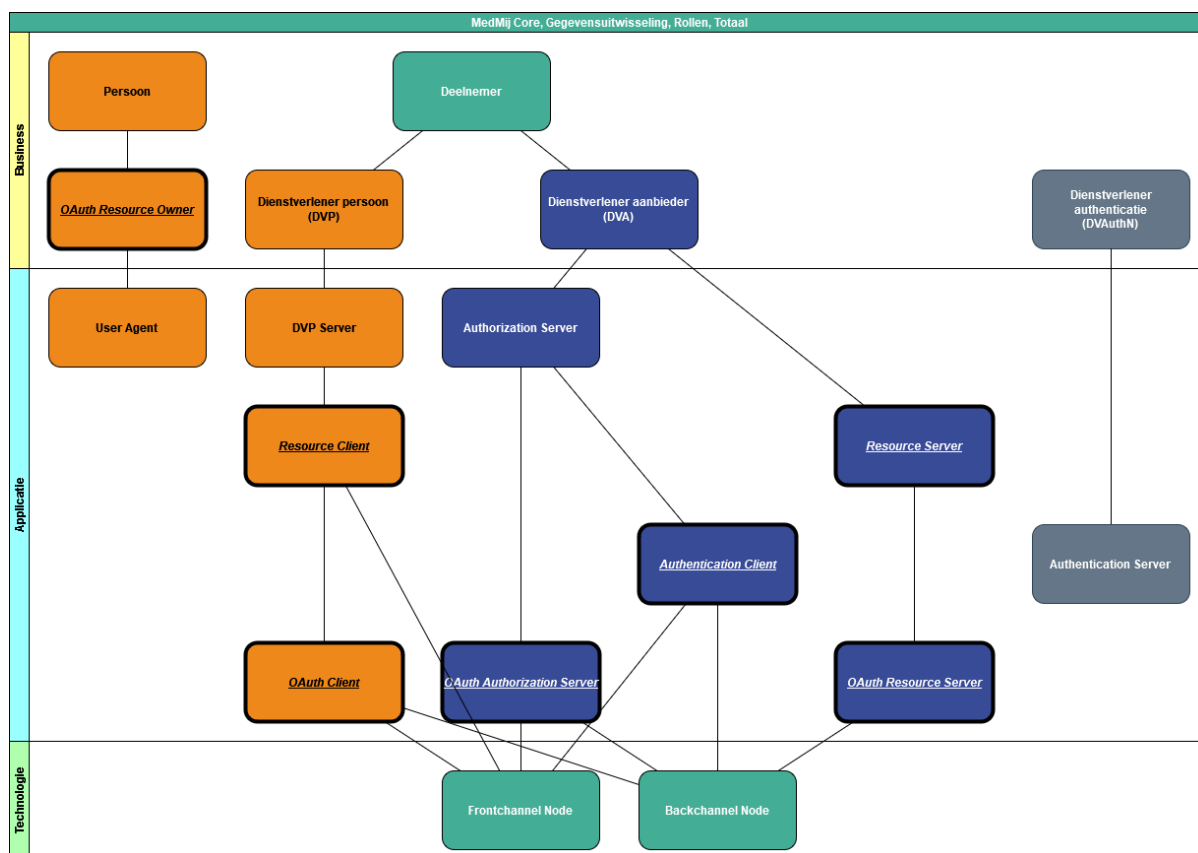 MedMij Core, Gegevensuitwisseling, Rollen, Totaal
Business
Persoon
Deelnemer
OAuth Resource Owner
Dienstverlener persoon
(DVP)
Dienstverlener aanbieder
(DVA)
Dienstverlener
authenticatie
(DVAuthN)
Applicatie
User Agent
DVP Server
Authorization Server
Resource Client
Resource Server
Authentication Client
Authentication Server
OAuth Client
OAuth Authorization Server
OAuth Resource Server
Technologie
Frontchannel Node
Backchannel Node